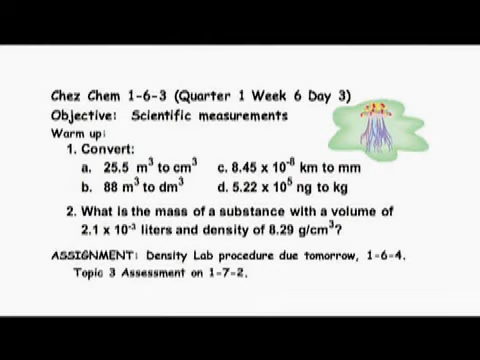 Chez Chem 1-6-3 (Quarter 1 Week 6 Day 3)
Objective: Scientific measurements
Warm up:
1. Convert:
a. 25.5 m³ to cm³ c. 8.45 x 10⁻⁸ km to mm
b. 88 m³ to dm³ d. 5.22 x 10⁵ ng to kg
2. What is the mass of a substance with a volume of
2.1 x 10⁻³ liters and density of 8.29 g/cm³?
ASSIGNMENT: Density Lab procedure due tomorrow, 1-6-4.
Topic 3 Assessment on 1-7-2.